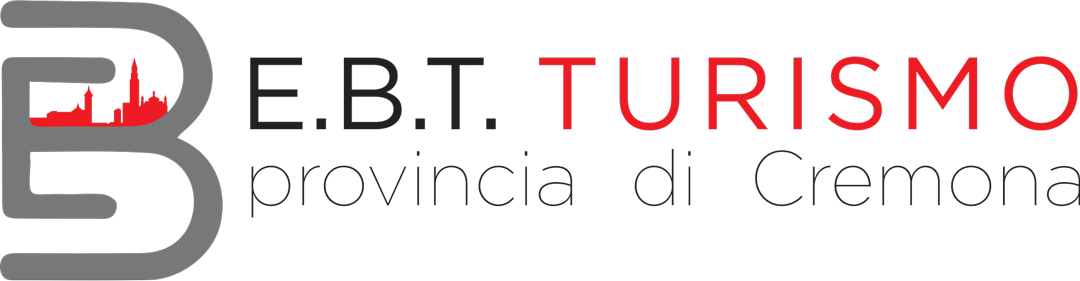 E.B.T. TURISMO
provincia di Cremona